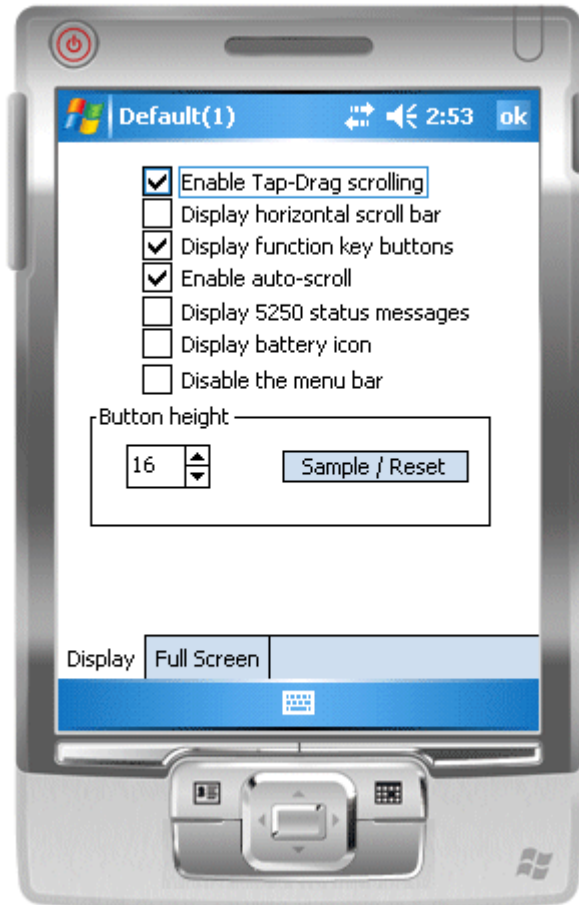 Default(1) 2:53 ok
Enable Tap-Drag scrolling
Display horizontal scroll bar
Display function key buttons
Enable auto-scroll
Display 5250 status messages
Display battery icon
Disable the menu bar
Button height
16 Sample / Reset
Display Full Screen